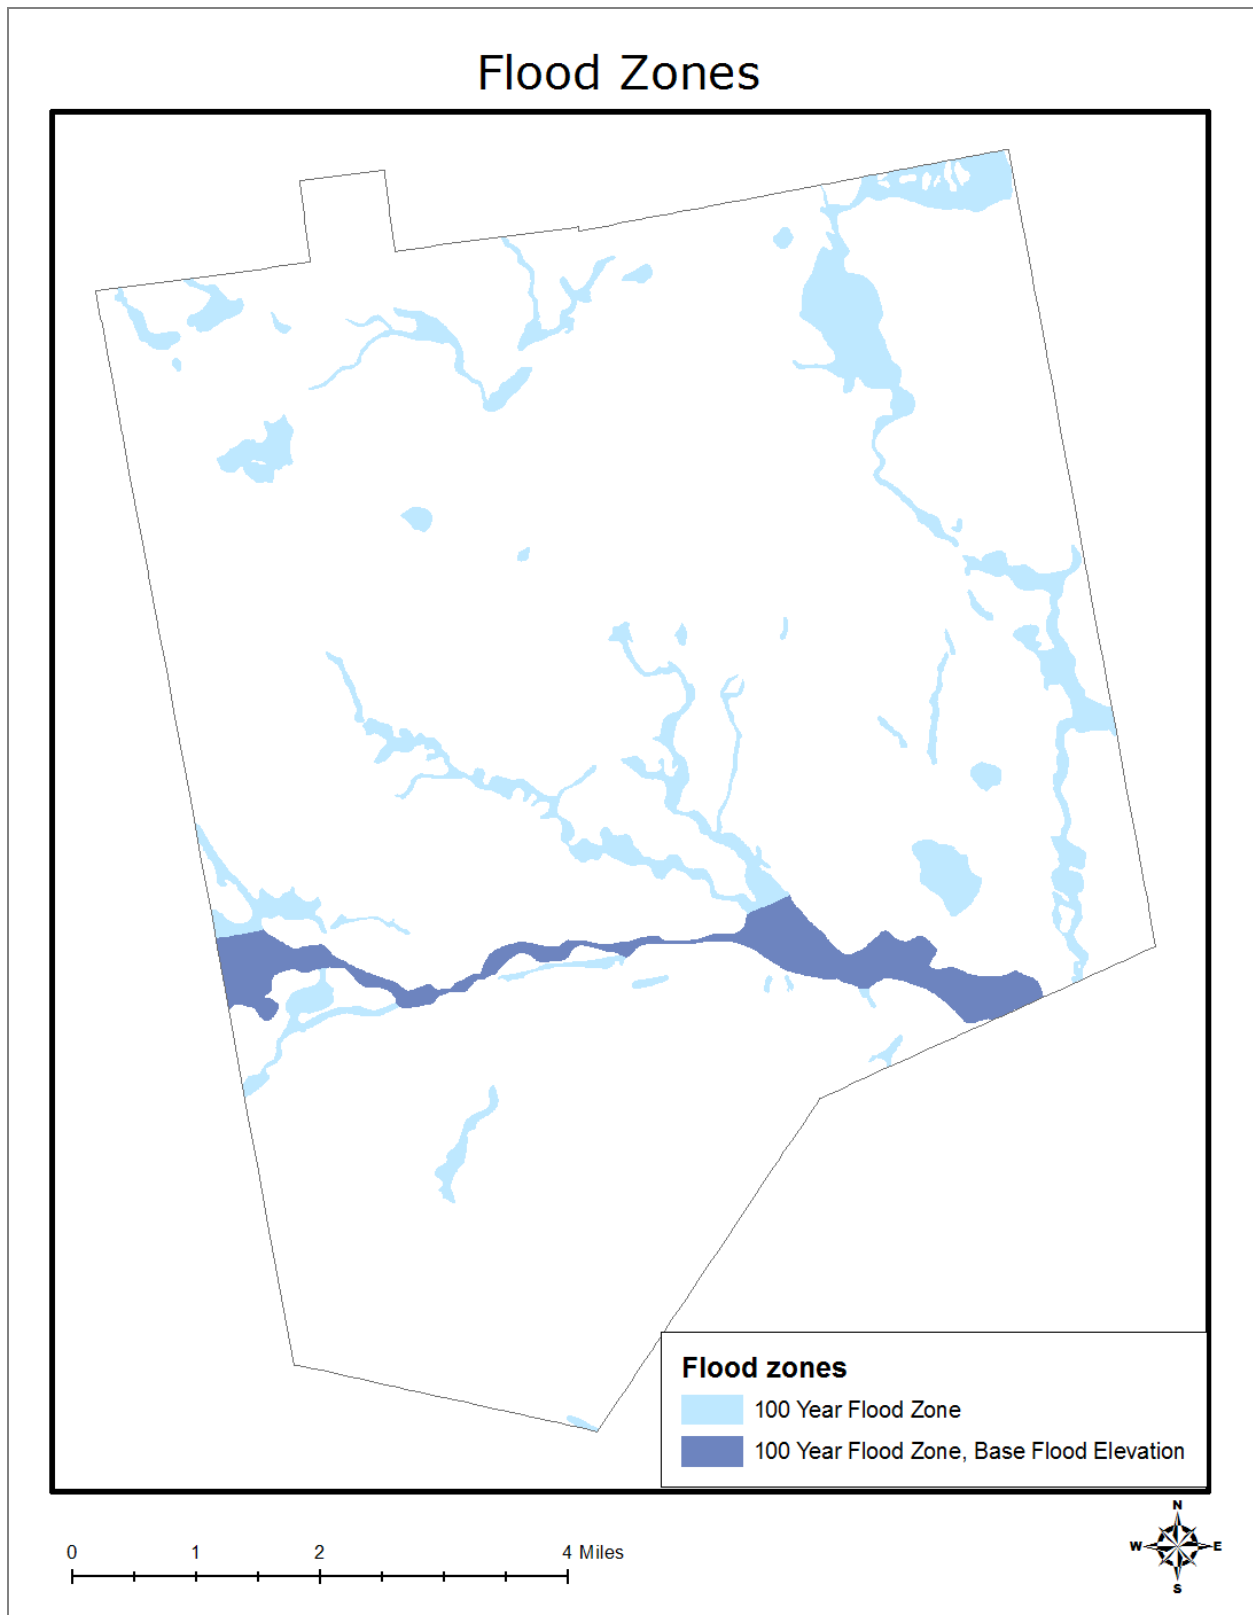 Flood Zones
Flood zones
100 Year Flood Zone
100 Year Flood Zone, Base Flood Elevation
0 1 2 4 Miles
N
W E
S